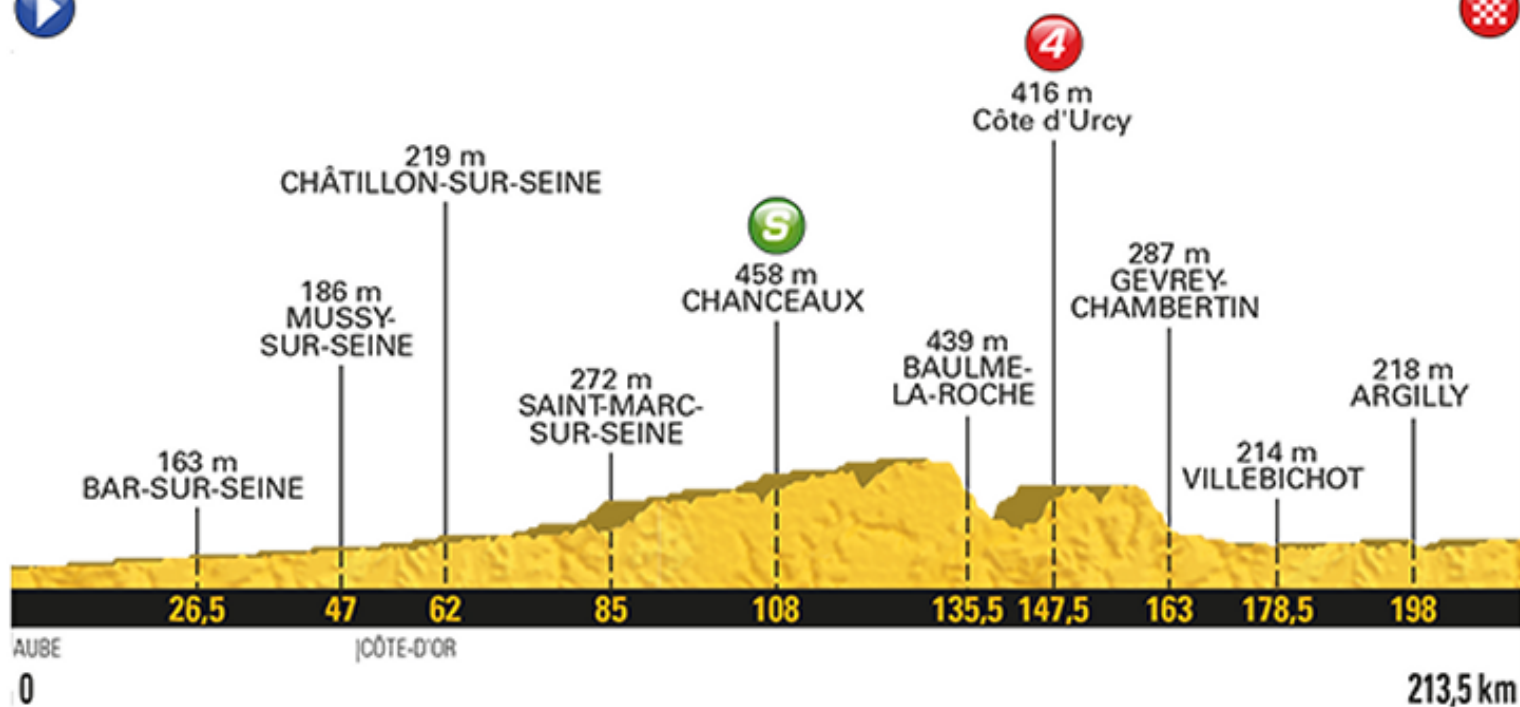 4
416 m
Côte d'Urcy
219 m
CHÂTILLON-SUR-SEINE
S
458 m
CHANCEAUX
287 m
GEVREY-
CHAMBERTIN
186 m
MUSSY-
SUR-SEINE
439 m
BAULME-
LA-ROCHE
272 m
SAINT-MARC-
SUR-SEINE
218 m
ARGILLY
163 m
BAR-SUR-SEINE
214 m
VILLEBICHOT
26,5 47 62 85 108 135,5 147,5 163 178,5 198
AUBE |CÔTE-D'OR
0 213,5 km